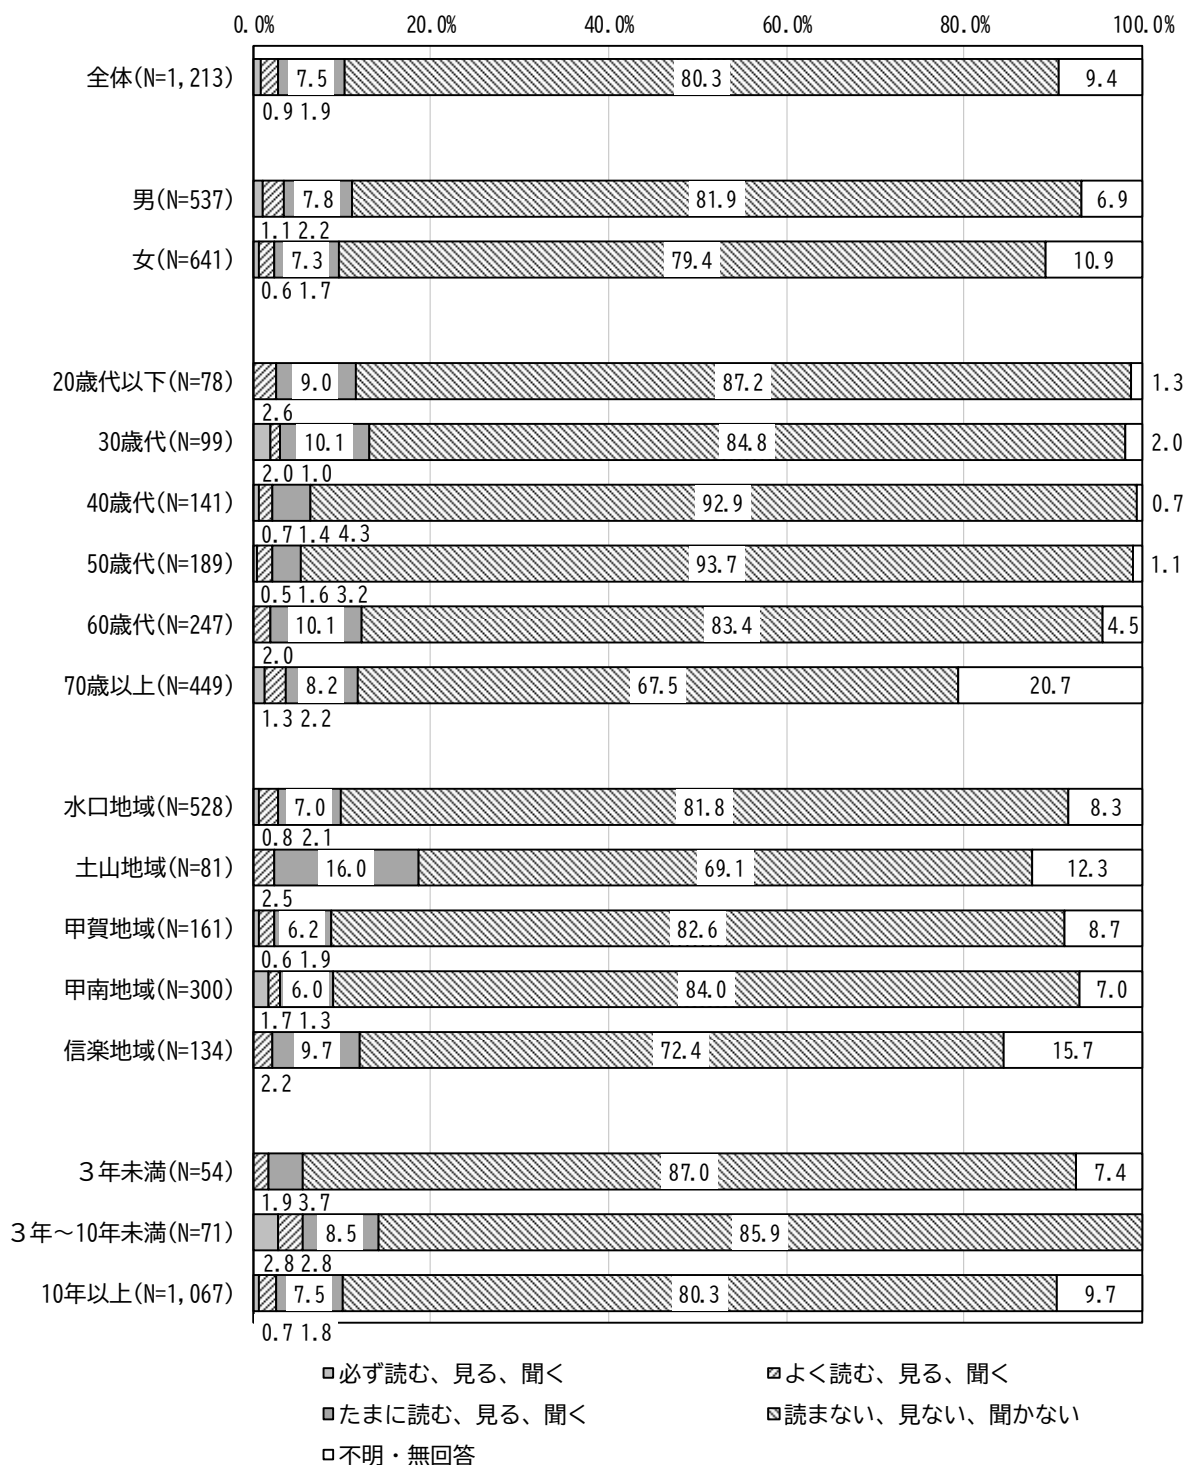 0.0% 20.0% 40.0% 60.0% 80.0% 100.0%
全体(N=1,213) 7.5 80.3 9.4
0.9 1.9
男(N=537) 7.8 81.9 6.9
1.1 2.2
女(N=641) 7.3 79.4 10.9
0.6 1.7
20歳代以下(N=78) 9.0 87.2 1.3
2.6
30歳代(N=99) 10.1 84.8 2.0
2.0 1.0
40歳代(N=141) 92.9 0.7
0.7 1.4 4.3
50歳代(N=189) 93.7 1.1
0.5 1.6 3.2
60歳代(N=247) 10.1 83.4 4.5
2.0
70歳以上(N=449) 8.2 67.5 20.7
1.3 2.2
水口地域(N=528) 7.0 81.8 8.3
0.8 2.1
土山地域(N=81) 16.0 69.1 12.3
2.5
甲賀地域(N=161) 6.2 82.6 8.7
0.6 1.9
甲南地域(N=300) 6.0 84.0 7.0
1.7 1.3
信楽地域(N=134) 9.7 72.4 15.7
2.2
３年未満(N=54) 87.0 7.4
1.9 3.7
３年～10年未満(N=71) 8.5 85.9
2.8 2.8
10年以上(N=1,067) 7.5 80.3 9.7
0.7 1.8
必ず読む、見る、聞く よく読む、見る、聞く
たまに読む、見る、聞く 読まない、見ない、聞かない
不明・無回答